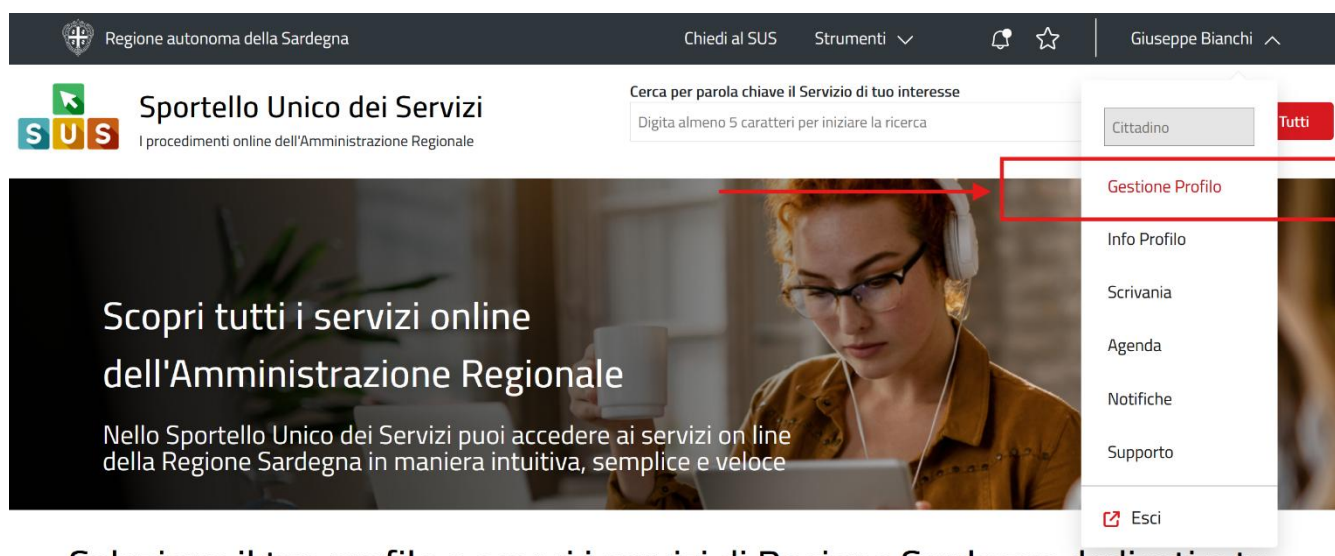 Regione autonoma della Sardegna
Chiedi al SUS
Strumenti
Giuseppe Bianchi
SUS
Sportello Unico dei Servizi
I procedimenti online dell'Amministrazione Regionale
Cerca per parola chiave il Servizio di tuo interesse
Digita almeno 5 caratteri per iniziare la ricerca
Tutti
Cittadino
Gestione Profilo
Info Profilo
Scrivania
Agenda
Notifiche
Supporto
Esci
Scopri tutti i servizi online
dell'Amministrazione Regionale
Nello Sportello Unico dei Servizi puoi accedere ai servizi on line
della Regione Sardegna in maniera intuitiva, semplice e veloce